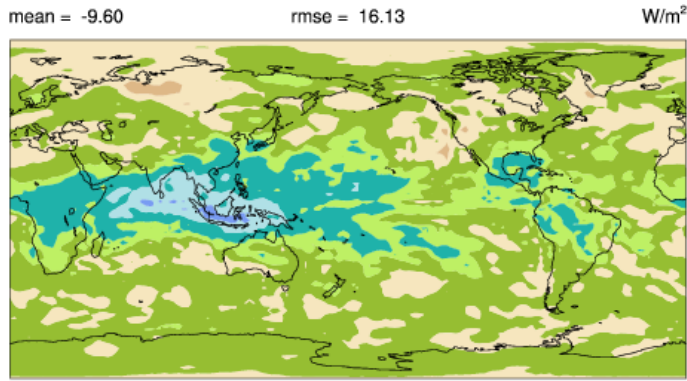 mean = -9.60 rmse = 16.13 W/m²